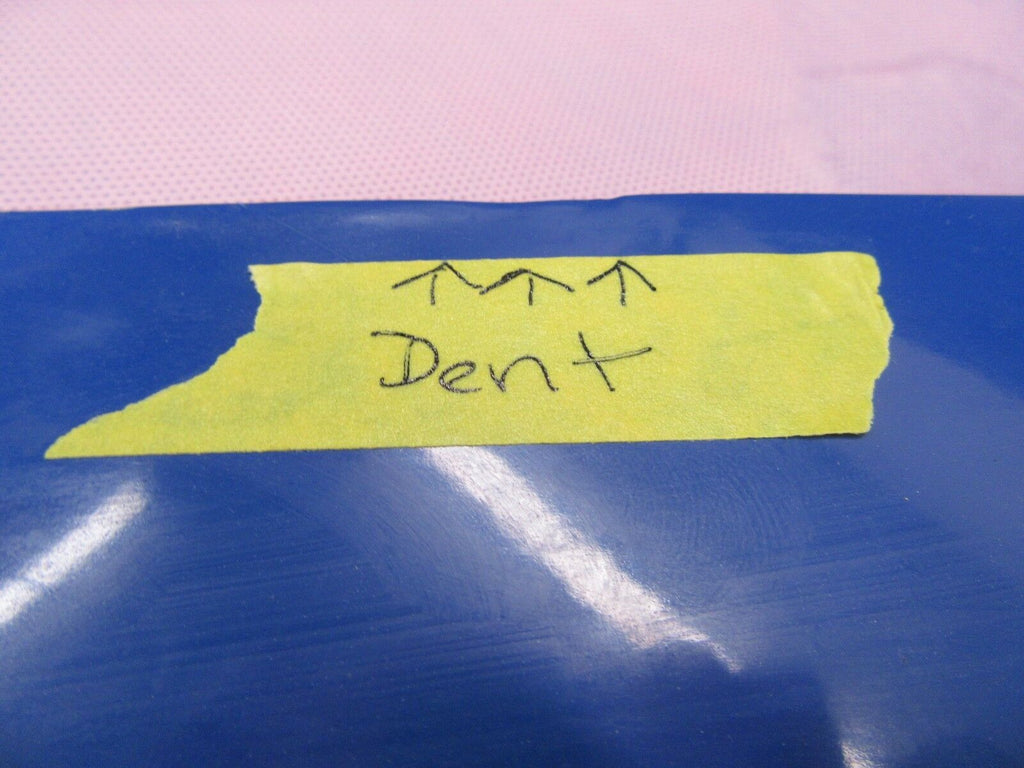 ↑ ↑ ↑
Dent